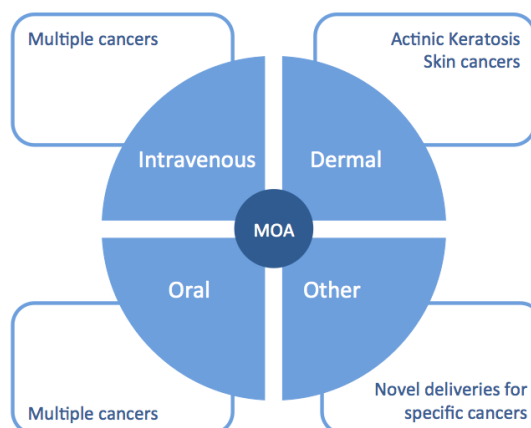 Multiple cancers
Actinic Keratosis
Skin cancers
Intravenous
Dermal
MOA
Oral
Other
Multiple cancers
Novel deliveries for
specific cancers